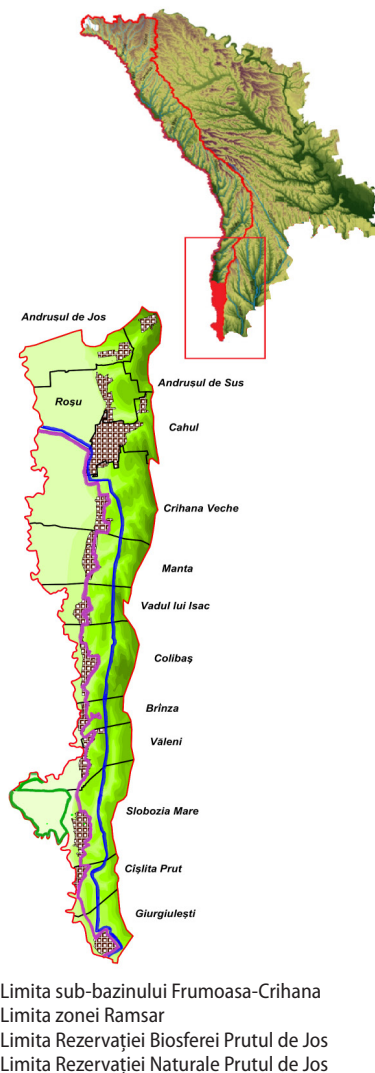 Andrușul de Jos
Andrușul de Sus
Roșu
Cahul
Crihana Veche
Manta
Vadul lui Isac
Colibaș
Brînza
Văleni
Slobozia Mare
Cîșlita Prut
Giurgiulești
Limita sub-bazinului Frumoasa-Crihana
Limita zonei Ramsar
Limita Rezervației Biosferei Prutul de Jos
Limita Rezervației Naturale Prutul de Jos